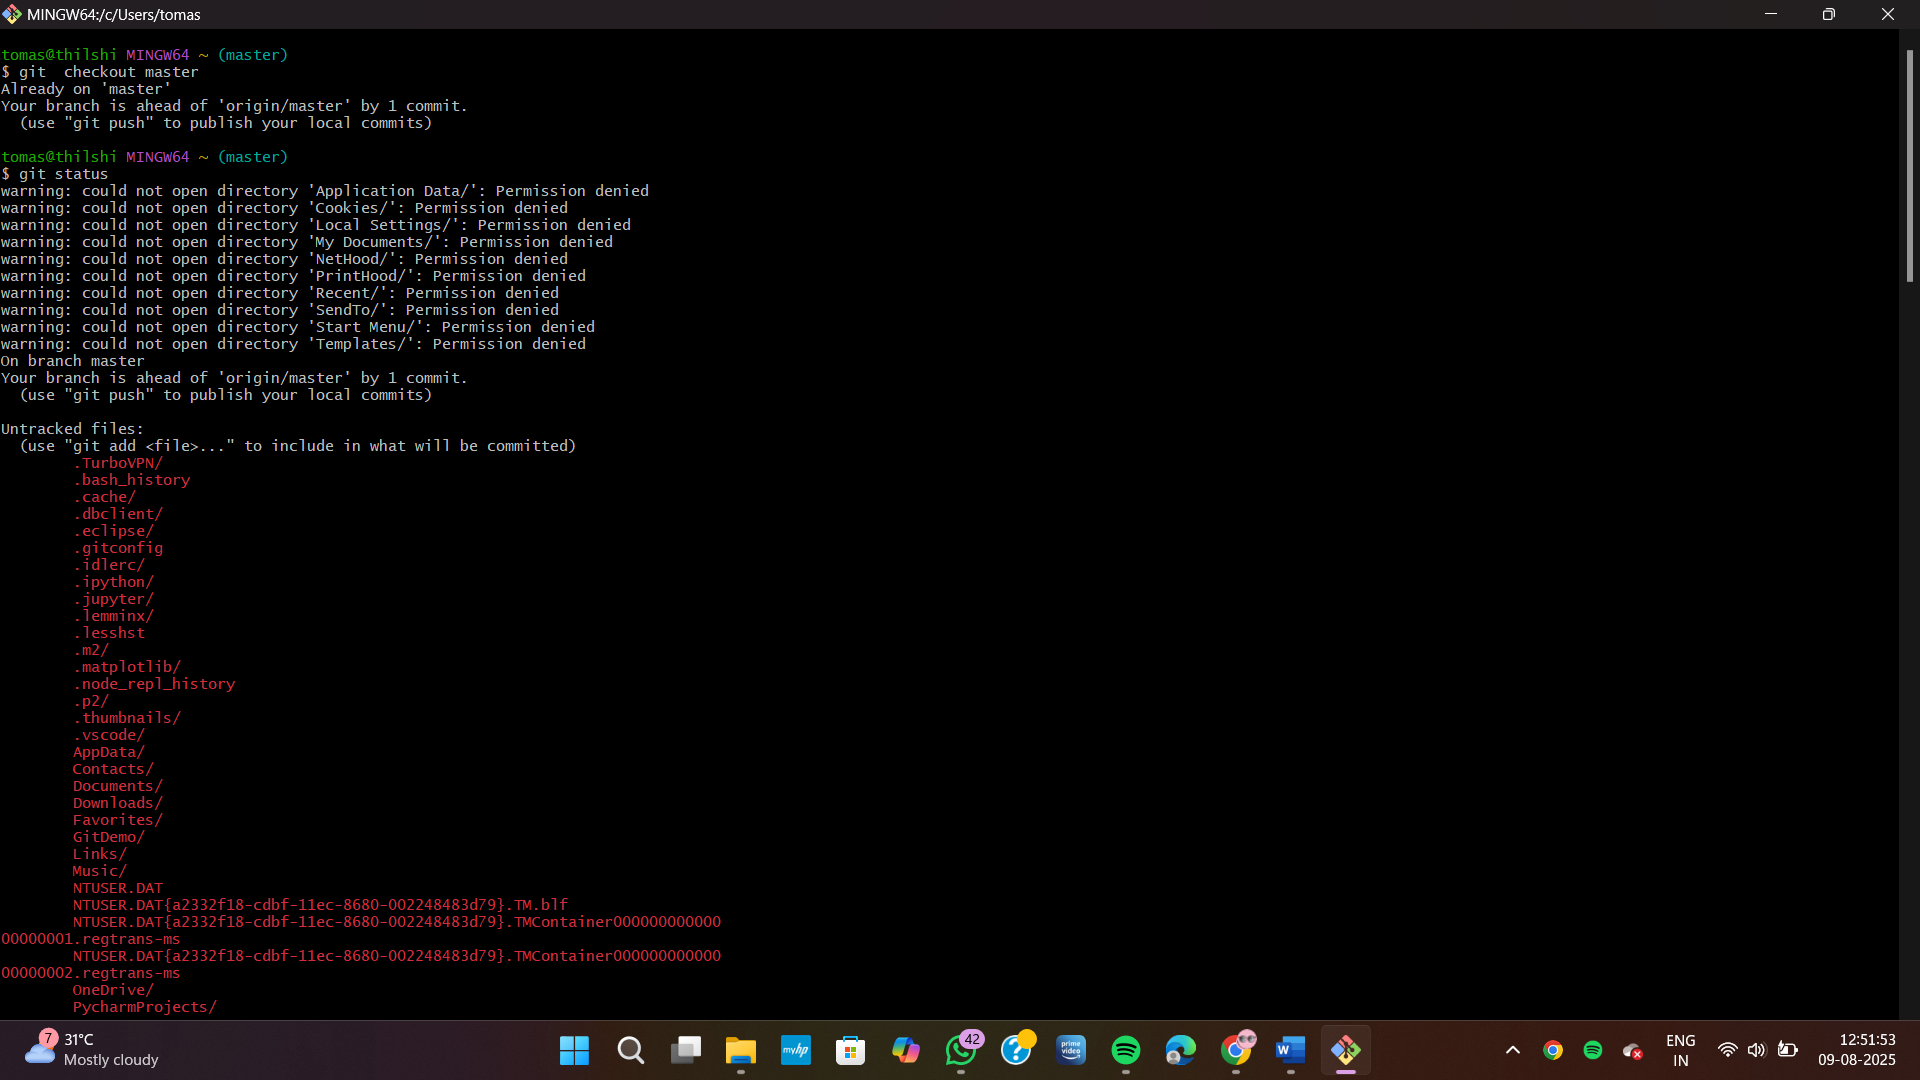 MINGW64:/c/Users/tomas
tomas@thilshi MINGW64 ~ (master)
$ git  checkout master
Already on 'master'
Your branch is ahead of 'origin/master' by 1 commit.
  (use "git push" to publish your local commits)
tomas@thilshi MINGW64 ~ (master)
$ git status
warning: could not open directory 'Application Data/': Permission denied
warning: could not open directory 'Cookies/': Permission denied
warning: could not open directory 'Local Settings/': Permission denied
warning: could not open directory 'My Documents/': Permission denied
warning: could not open directory 'NetHood/': Permission denied
warning: could not open directory 'PrintHood/': Permission denied
warning: could not open directory 'Recent/': Permission denied
warning: could not open directory 'SendTo/': Permission denied
warning: could not open directory 'Start Menu/': Permission denied
warning: could not open directory 'Templates/': Permission denied
On branch master
Your branch is ahead of 'origin/master' by 1 commit.
  (use "git push" to publish your local commits)
Untracked files:
  (use "git add <file>..." to include in what will be committed)
        .TurboVPN/
        .bash_history
        .cache/
        .dbclient/
        .eclipse/
        .gitconfig
        .idlerc/
        .ipython/
        .jupyter/
        .lemminx/
        .lesshst
        .m2/
        .matplotlib/
        .node_repl_history
        .p2/
        .thumbnails/
        .vscode/
        AppData/
        Contacts/
        Documents/
        Downloads/
        Favorites/
        GitDemo/
        Links/
        Music/
        NTUSER.DAT
        NTUSER.DAT{a2332f18-cdbf-11ec-8680-002248483d79}.TM.blf
        NTUSER.DAT{a2332f18-cdbf-11ec-8680-002248483d79}.TMContainer000000000000
00000001.regtrans-ms
        NTUSER.DAT{a2332f18-cdbf-11ec-8680-002248483d79}.TMContainer000000000000
00000002.regtrans-ms
        OneDrive/
        PycharmProjects/
7
31°C
Mostly cloudy
myhp
42
prime video
W
ENG
IN
12:51:53
09-08-2025